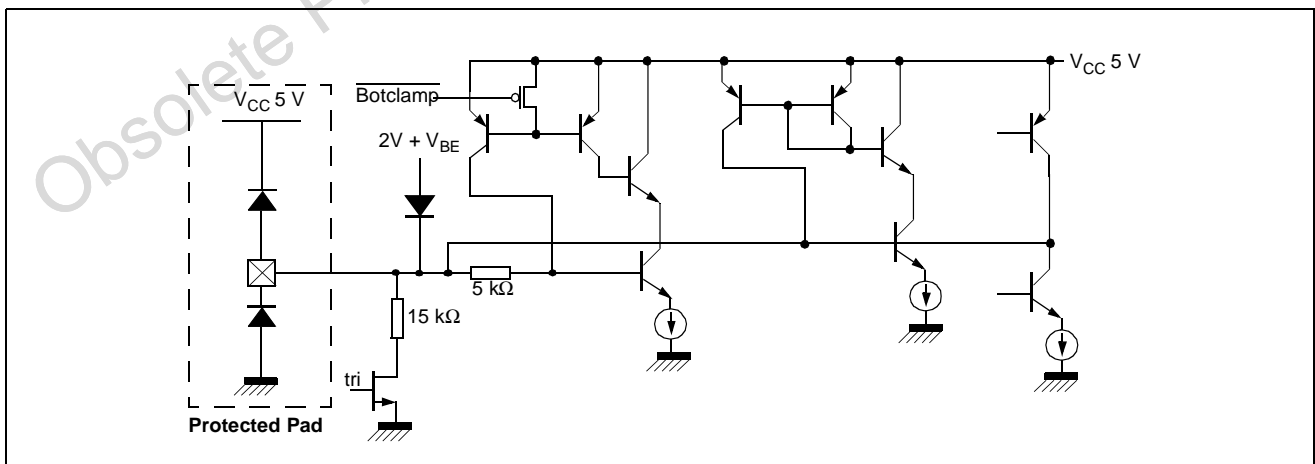 Obsolete
V_CC 5 V
Botclamp
V_CC 5 V
2V + V_BE
5 kΩ
15 kΩ
tri
Protected Pad